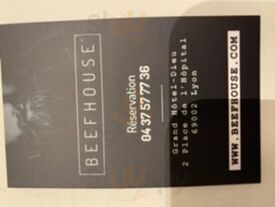 BEEFHOUSE
Réservation
04 37 57 77 36
Grand Hôtel-Dieu
2 Place de l'Hôpital
69002 Lyon
WWW.BEEFHOUSE.COM